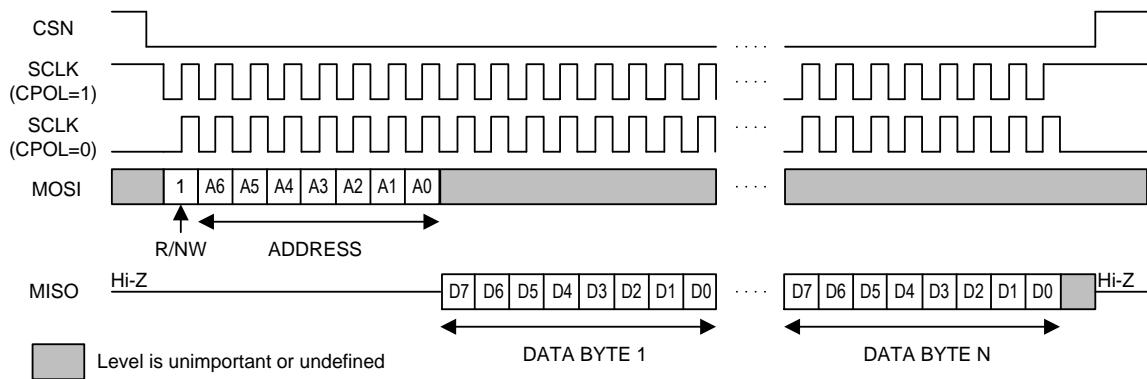 CSN
SCLK
(CPOL=1)
SCLK
(CPOL=0)
MOSI 1 A6 A5 A4 A3 A2 A1 A0
R/NW ADDRESS
MISO Hi-Z D7 D6 D5 D4 D3 D2 D1 D0 D7 D6 D5 D4 D3 D2 D1 D0 Hi-Z
DATA BYTE 1 DATA BYTE N
Level is unimportant or undefined